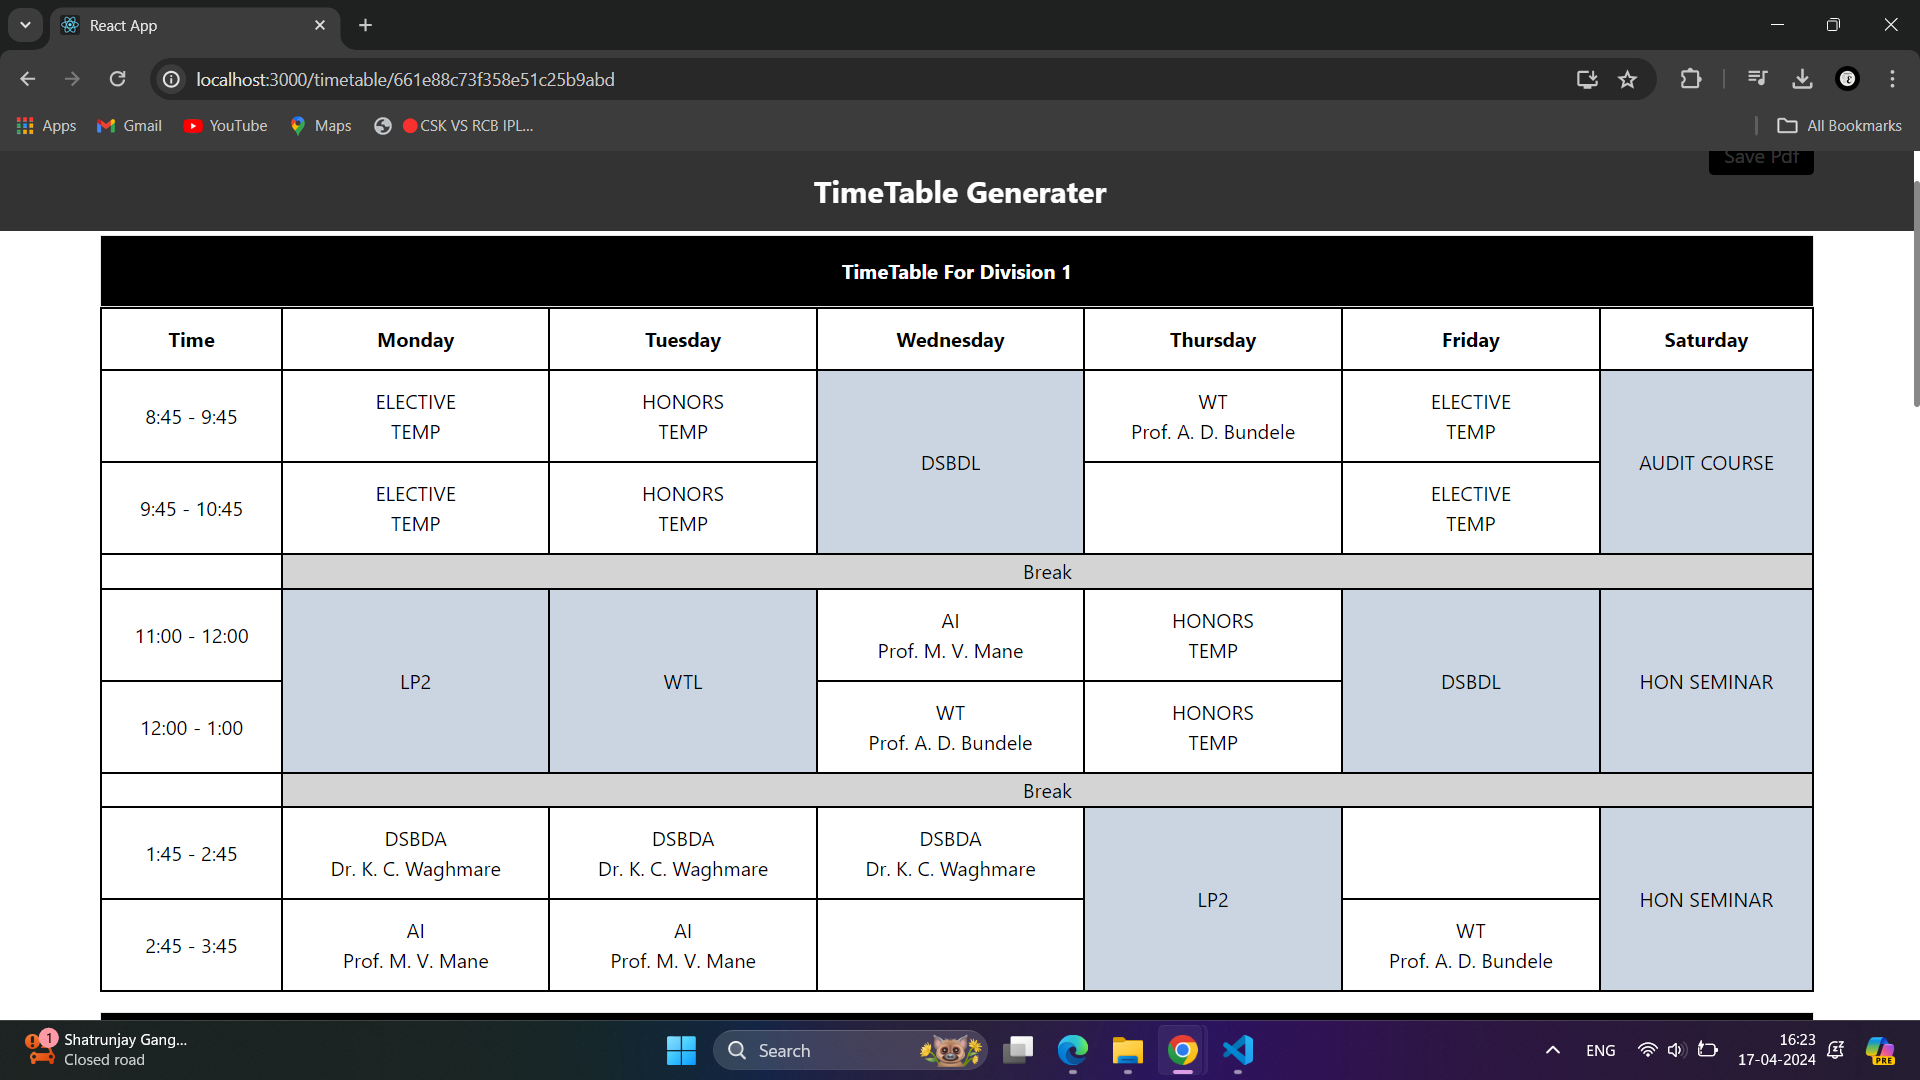 React App
localhost:3000/timetable/661e88c73f358e51c25b9abd
Apps Gmail YouTube Maps CSK VS RCB IPL... All Bookmarks
Save Pdf
TimeTable Generater
TimeTable For Division 1
Time Monday Tuesday Wednesday Thursday Friday Saturday
8:45 - 9:45
ELECTIVE
TEMP
HONORS
TEMP
DSBDL
WT
Prof. A. D. Bundele
ELECTIVE
TEMP
AUDIT COURSE
9:45 - 10:45
ELECTIVE
TEMP
HONORS
TEMP
ELECTIVE
TEMP
Break
11:00 - 12:00
LP2
WTL
AI
Prof. M. V. Mane
HONORS
TEMP
DSBDL
HON SEMINAR
12:00 - 1:00
WT
Prof. A. D. Bundele
HONORS
TEMP
Break
1:45 - 2:45
DSBDA
Dr. K. C. Waghmare
DSBDA
Dr. K. C. Waghmare
DSBDA
Dr. K. C. Waghmare
LP2
HON SEMINAR
2:45 - 3:45
AI
Prof. M. V. Mane
AI
Prof. M. V. Mane
WT
Prof. A. D. Bundele
1
Shatrunjay Gang...
Closed road
Search
ENG
16:23
17-04-2024
PRE